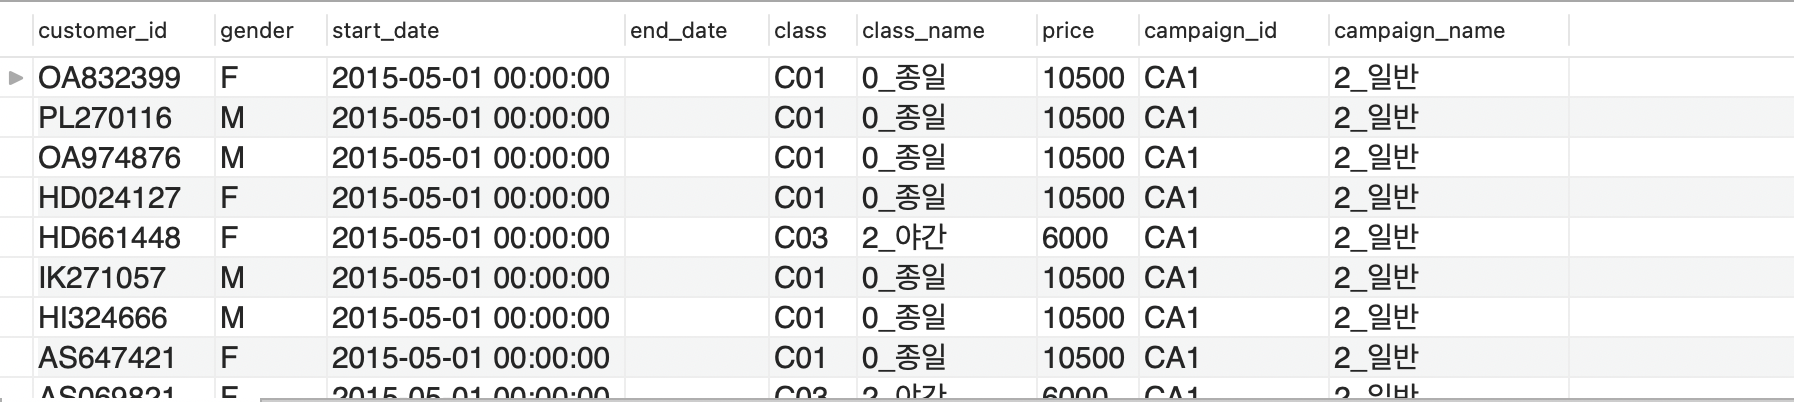 customer_id gender start_date end_date class class_name price campaign_id campaign_name
OA832399 F 2015-05-01 00:00:00 C01 0_종일 10500 CA1 2_일반
PL270116 M 2015-05-01 00:00:00 C01 0_종일 10500 CA1 2_일반
OA974876 M 2015-05-01 00:00:00 C01 0_종일 10500 CA1 2_일반
HD024127 F 2015-05-01 00:00:00 C01 0_종일 10500 CA1 2_일반
HD661448 F 2015-05-01 00:00:00 C03 2_야간 6000 CA1 2_일반
IK271057 M 2015-05-01 00:00:00 C01 0_종일 10500 CA1 2_일반
HI324666 M 2015-05-01 00:00:00 C01 0_종일 10500 CA1 2_일반
AS647421 F 2015-05-01 00:00:00 C01 0_종일 10500 CA1 2_일반
AS069821 F 2015-05-01 00:00:00 C03 2_야간 6000 CA1 2_일반